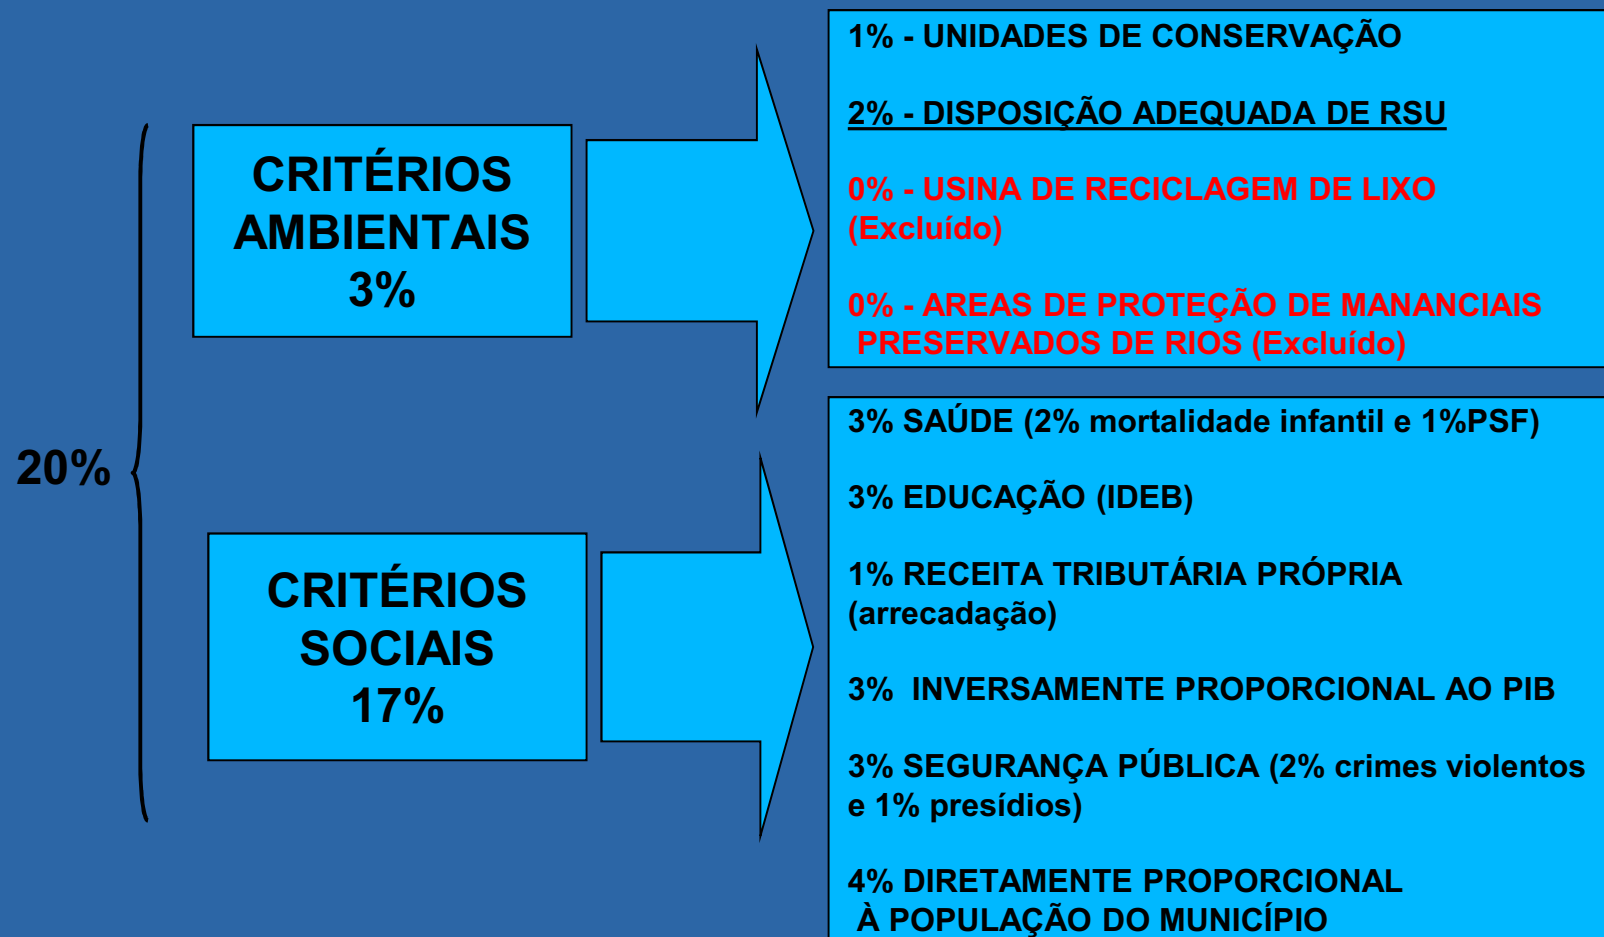 20%
CRITÉRIOS
AMBIENTAIS
3%
1% - UNIDADES DE CONSERVAÇÃO
2% - DISPOSIÇÃO ADEQUADA DE RSU
0% - USINA DE RECICLAGEM DE LIXO
(Excluído)
0% - AREAS DE PROTEÇÃO DE MANANCIAIS
PRESERVADOS DE RIOS (Excluído)
CRITÉRIOS
SOCIAIS
17%
3% SAÚDE (2% mortalidade infantil e 1%PSF)
3% EDUCAÇÃO (IDEB)
1% RECEITA TRIBUTÁRIA PRÓPRIA
(arrecadação)
3% INVERSAMENTE PROPORCIONAL AO PIB
3% SEGURANÇA PÚBLICA (2% crimes violentos
e 1% presídios)
4% DIRETAMENTE PROPORCIONAL
À POPULAÇÃO DO MUNICÍPIO